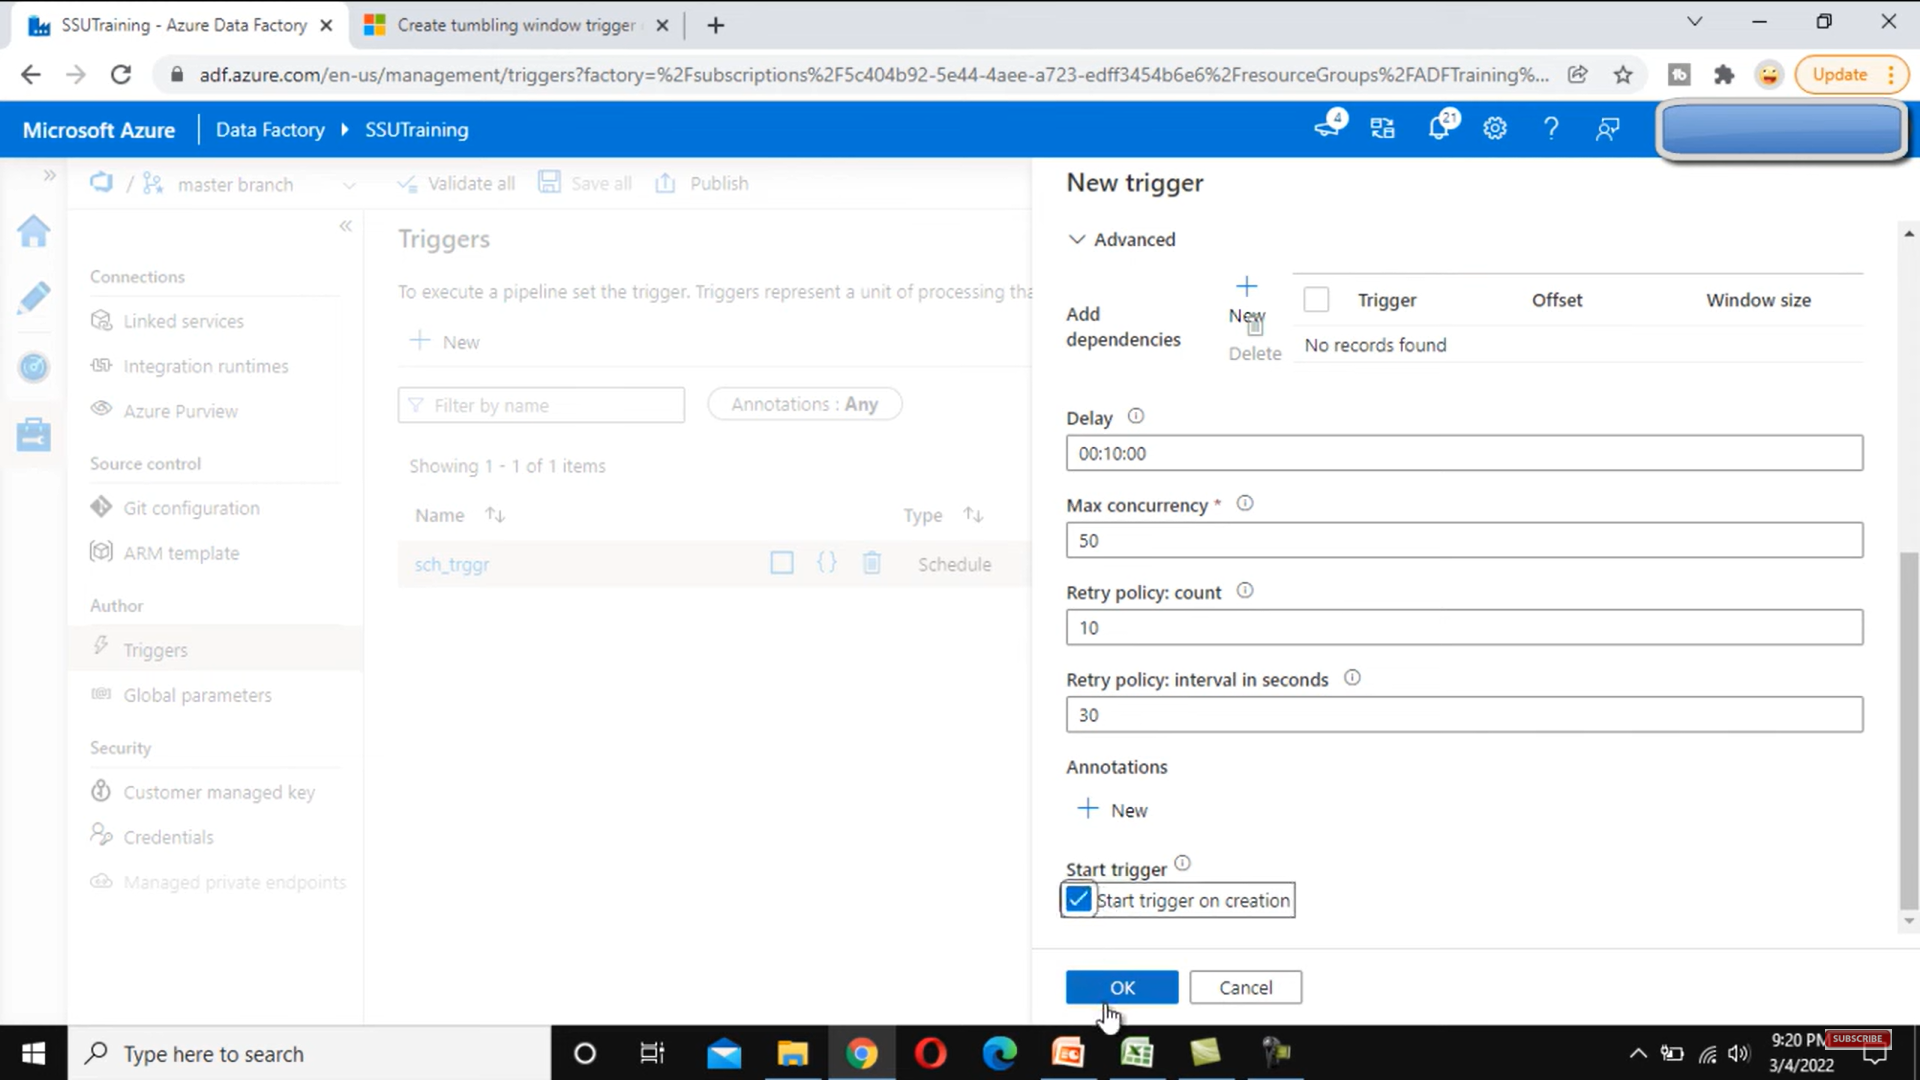 SSUTraining - Azure Data Factory
Create tumbling window trigger
adf.azure.com/en-us/management/triggers?factory=%2Fsubscriptions%2F5c404b92-5e44-4aee-a723-edff3454b6e6%2FresourceGroups%2FADFTraining%...
Update
Microsoft Azure
Data Factory
SSUTraining
4
21
/ master branch
Validate all
Save all
Publish
Connections
Linked services
Integration runtimes
Azure Purview
Source control
Git configuration
ARM template
Author
Triggers
Global parameters
Security
Customer managed key
Credentials
Managed private endpoints
Triggers
To execute a pipeline set the trigger. Triggers represent a unit of processing tha
New
Filter by name
Annotations : Any
Showing 1 - 1 of 1 items
Name Type
sch_trggr {} Schedule
New trigger
Advanced
Add dependencies
New
Delete
Trigger Offset Window size
No records found
Delay
00:10:00
Max concurrency *
50
Retry policy: count
10
Retry policy: interval in seconds
30
Annotations
New
Start trigger
Start trigger on creation
OK
Cancel
Type here to search
9:20 PM
3/4/2022
SUBSCRIBE